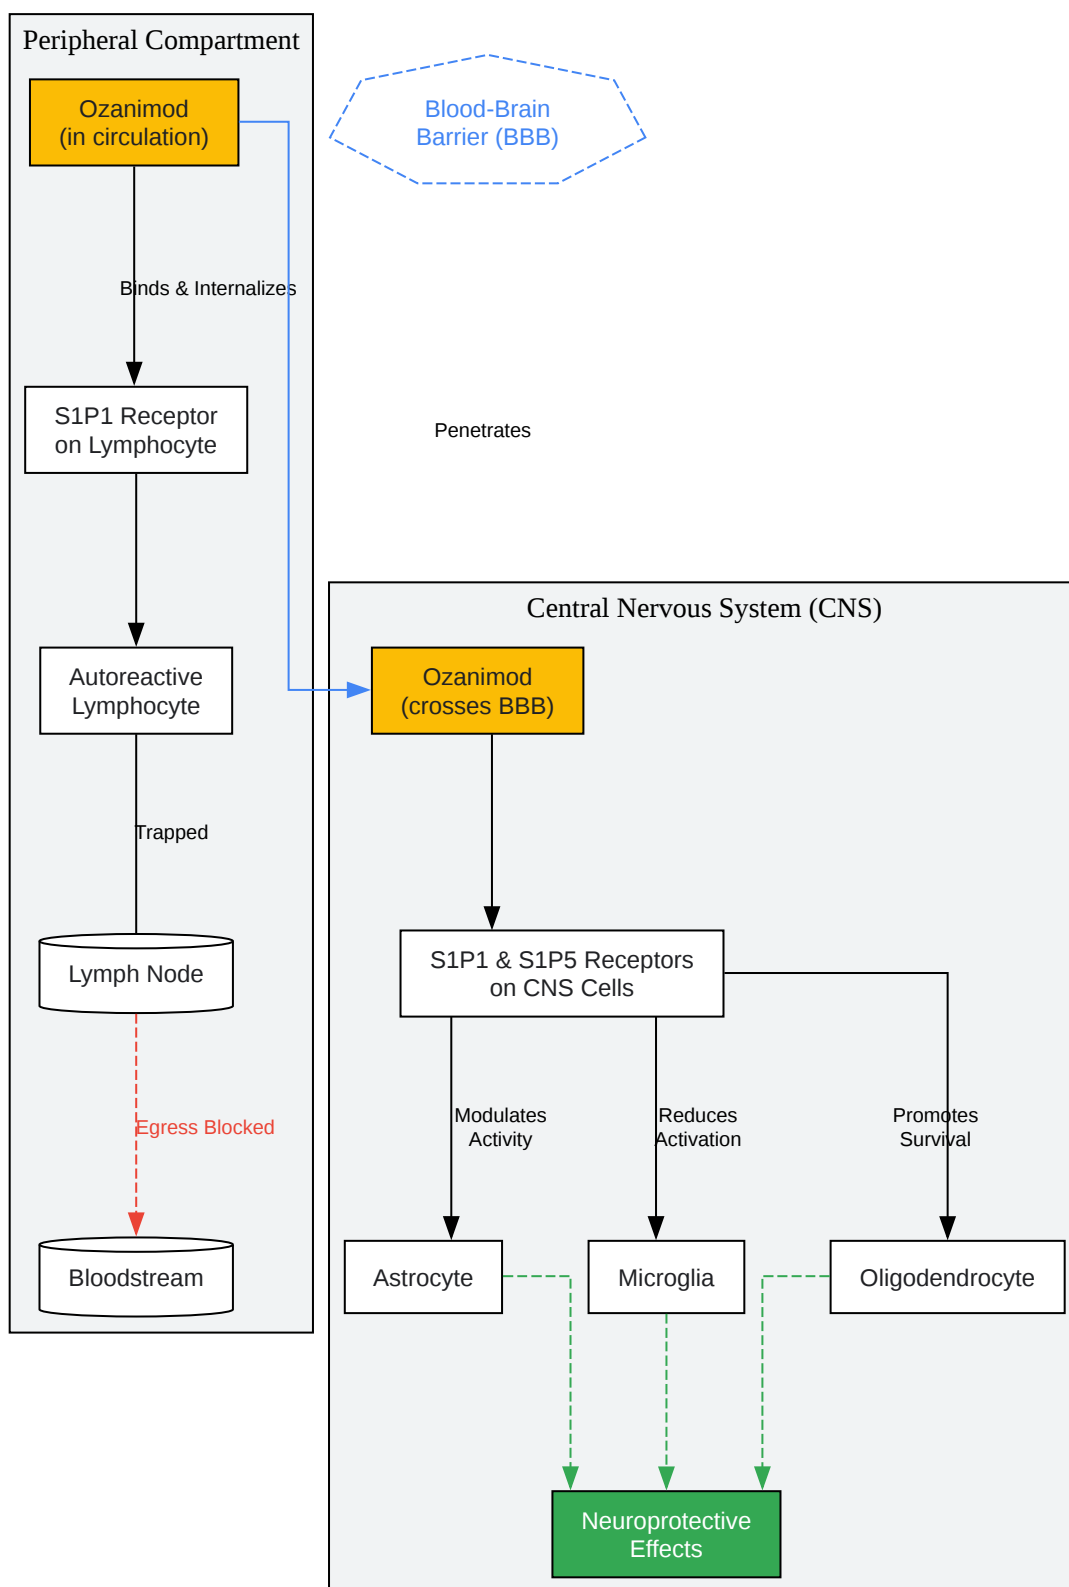 Peripheral Compartment
Ozanimod
(in circulation)
Blood-Brain
Barrier (BBB)
Binds & Internalizes
S1P1 Receptor
on Lymphocyte
Penetrates
Central Nervous System (CNS)
Autoreactive
Lymphocyte
Ozanimod
(crosses BBB)
Trapped
Lymph Node
S1P1 & S1P5 Receptors
on CNS Cells
Egress Blocked
Modulates
Activity
Reduces
Activation
Promotes
Survival
Bloodstream
Astrocyte
Microglia
Oligodendrocyte
Neuroprotective
Effects